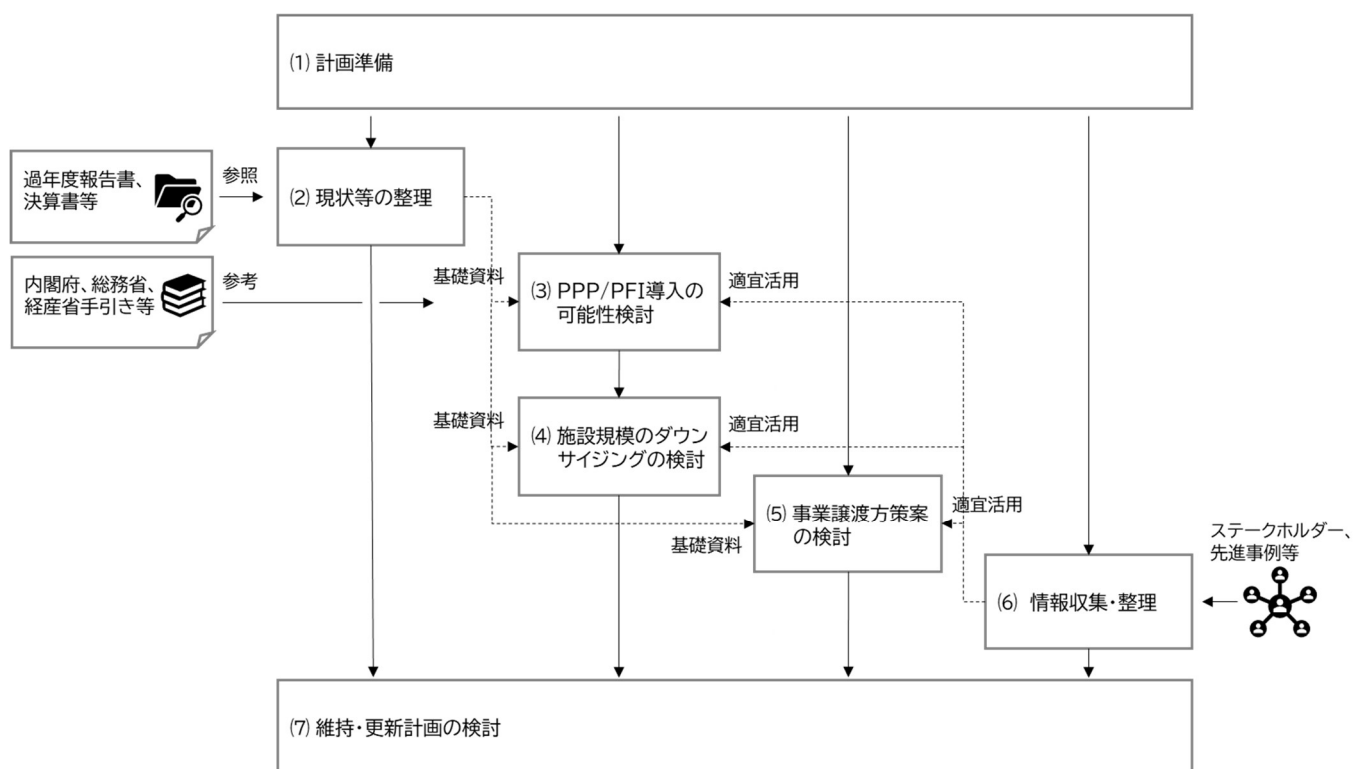 (1) 計画準備
過年度報告書、
決算書等
参照
(2) 現状等の整理
内閣府、総務省、
経産省手引き等
参考
基礎資料
(3) PPP/PFI導入の
可能性検討
適宜活用
基礎資料
(4) 施設規模のダウン
サイジングの検討
適宜活用
基礎資料
(5) 事業譲渡方策案
の検討
適宜活用
ステークホルダー、
先進事例等
(6) 情報収集・整理
(7) 維持・更新計画の検討